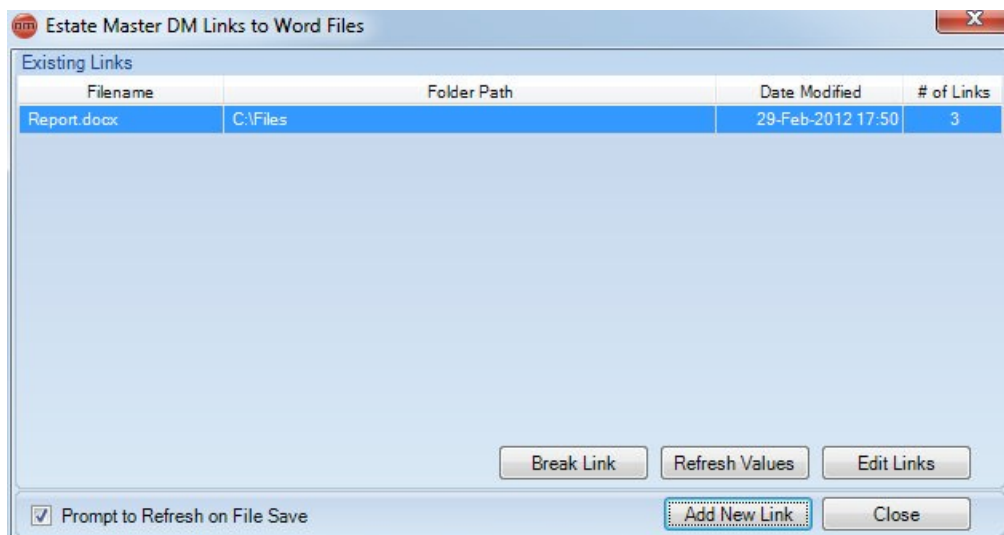 Estate Master DM Links to Word Files
Existing Links
Filename Folder Path Date Modified # of Links
Report.docx C:\Files 29-Feb-2012 17:50 3
Break Link Refresh Values Edit Links
Prompt to Refresh on File Save Add New Link Close